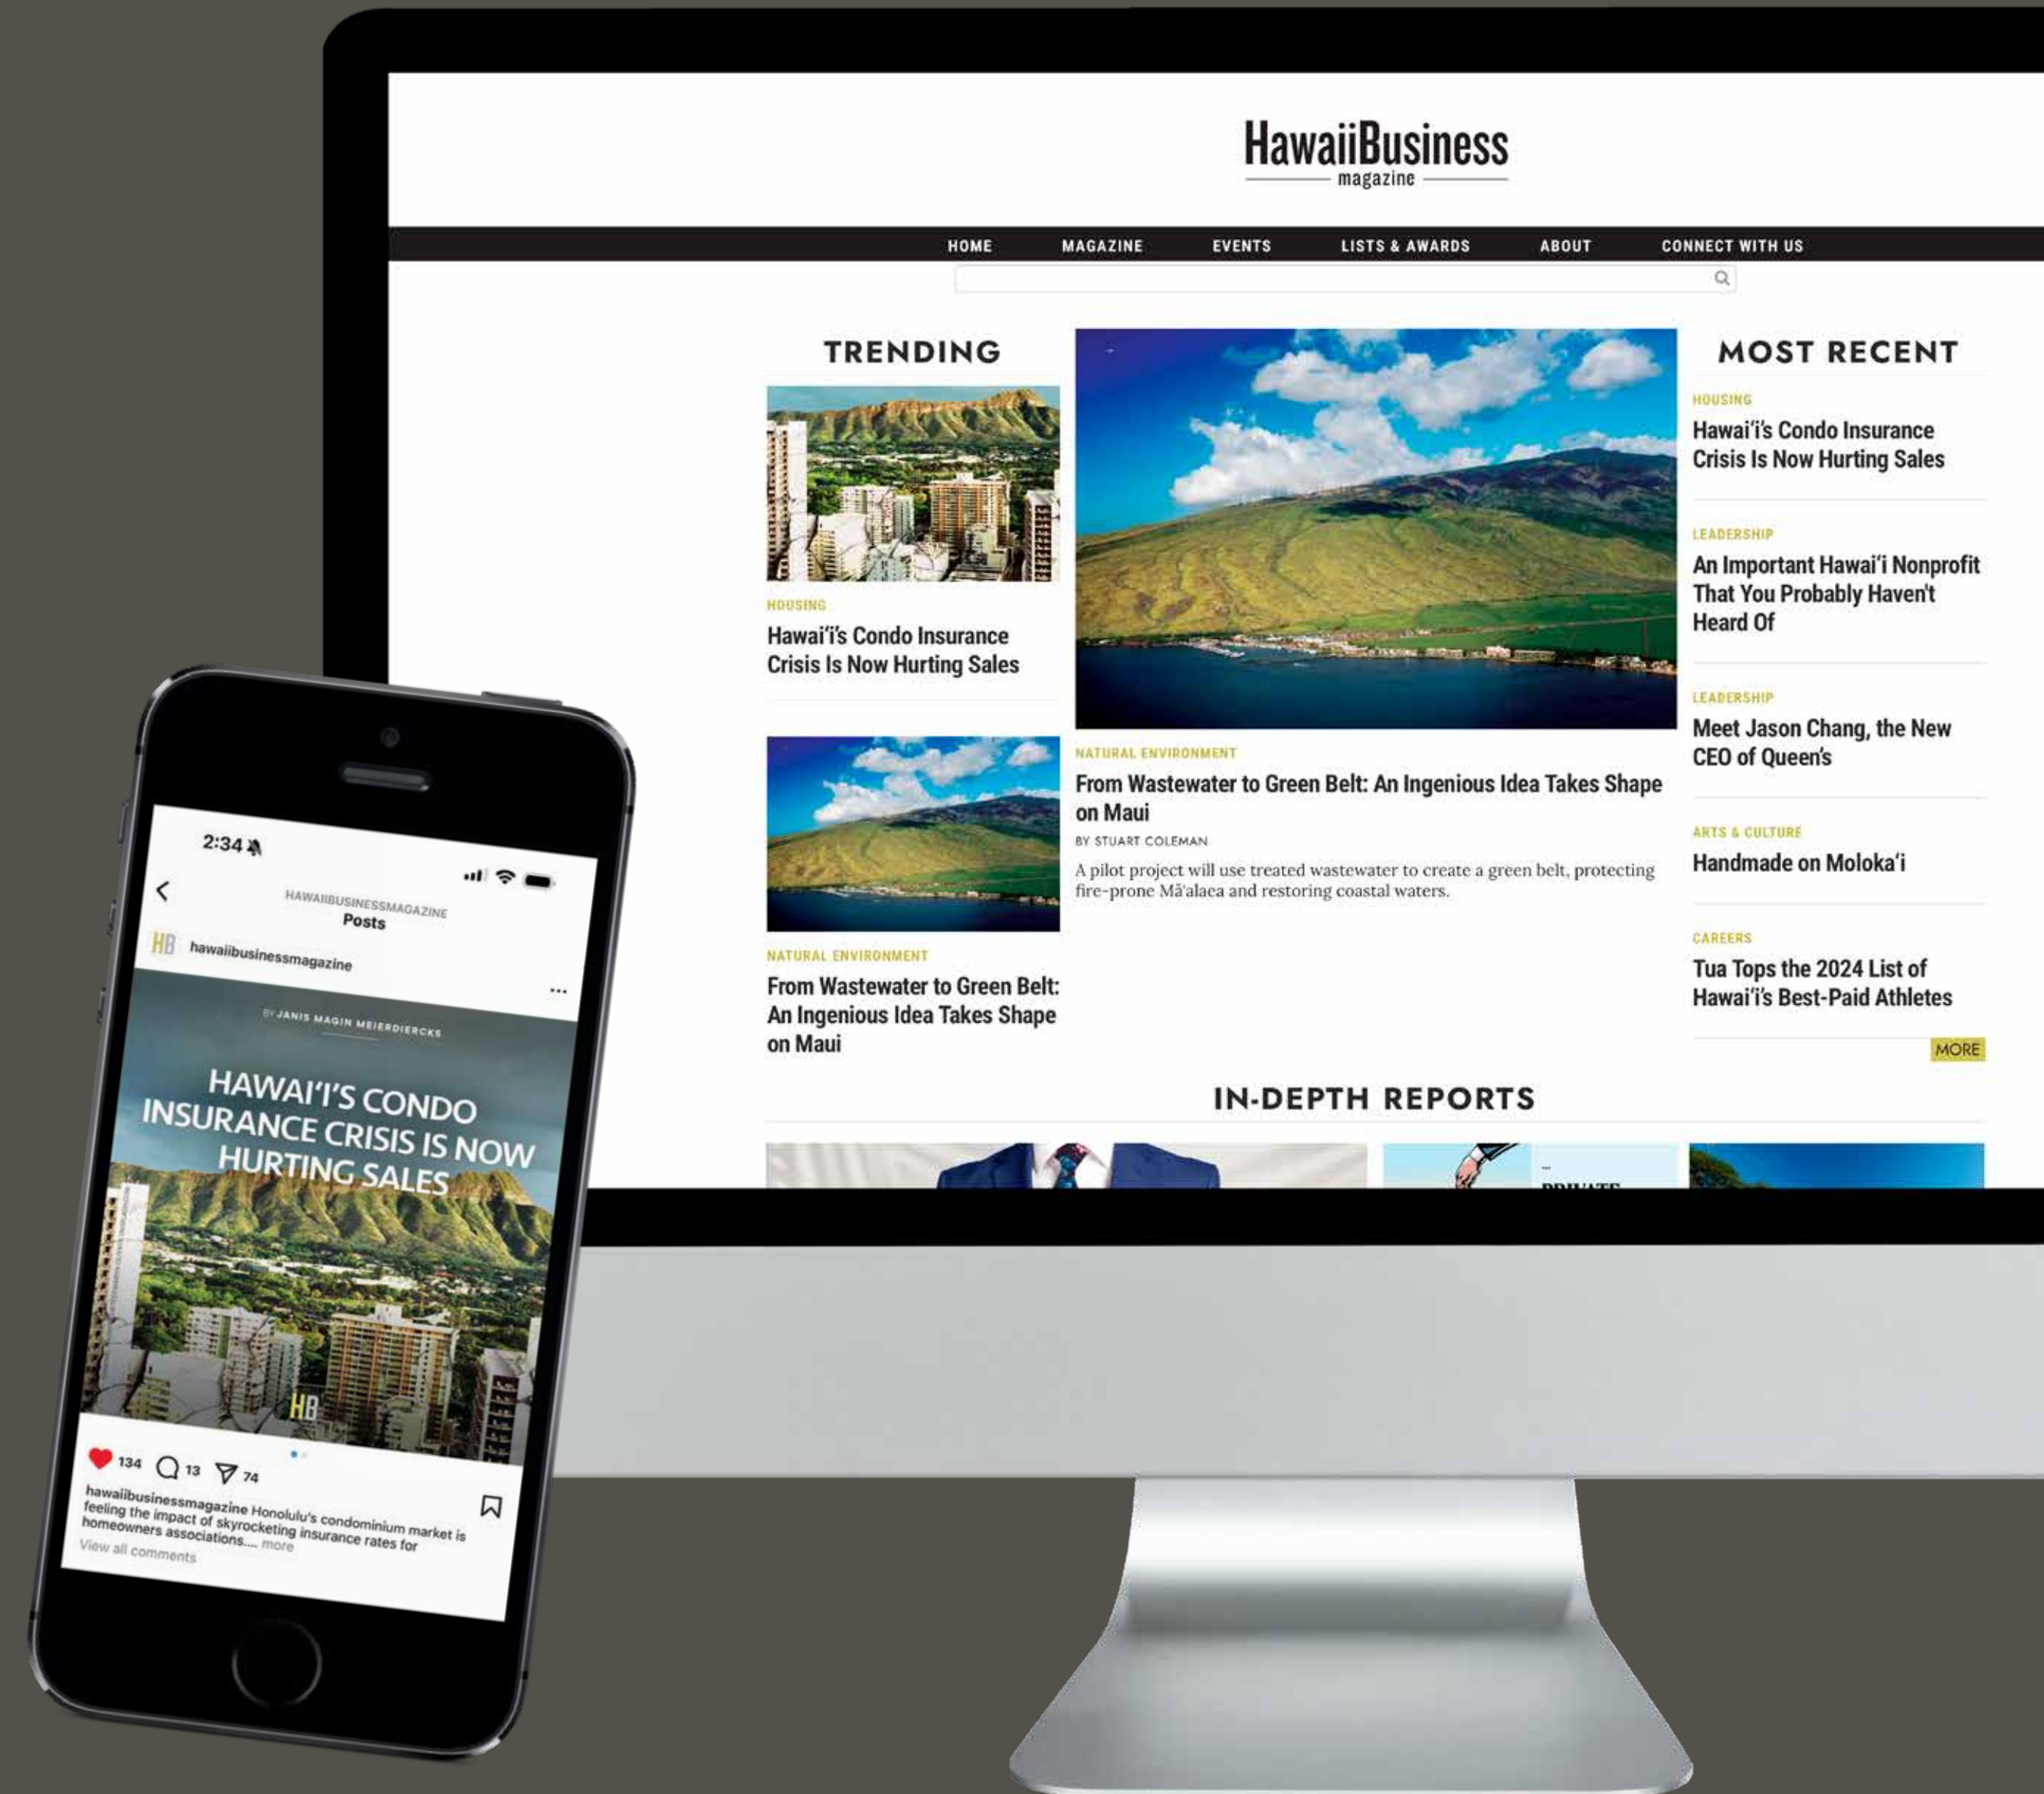 HawaiiBusiness
magazine
HOME MAGAZINE EVENTS LISTS & AWARDS ABOUT CONNECT WITH US
TRENDING
HOUSING
Hawai‘i’s Condo Insurance
Crisis Is Now Hurting Sales
NATURAL ENVIRONMENT
From Wastewater to Green Belt:
An Ingenious Idea Takes Shape
on Maui
NATURAL ENVIRONMENT
From Wastewater to Green Belt: An Ingenious Idea Takes Shape
on Maui
BY STUART COLEMAN
A pilot project will use treated wastewater to create a green belt, protecting
fire-prone Mā‘alaea and restoring coastal waters.
MOST RECENT
HOUSING
Hawai‘i’s Condo Insurance
Crisis Is Now Hurting Sales
LEADERSHIP
An Important Hawai‘i Nonprofit
That You Probably Haven't
Heard Of
LEADERSHIP
Meet Jason Chang, the New
CEO of Queen’s
ARTS & CULTURE
Handmade on Moloka‘i
CAREERS
Tua Tops the 2024 List of
Hawai‘i’s Best-Paid Athletes
MORE
IN-DEPTH REPORTS
2:34
HAWAIIBUSINESSMAGAZINE
Posts
HB hawaiibusinessmagazine
...
BY JANIS MAGIN MEIERDIERCKS
HAWAI‘I’S CONDO
INSURANCE CRISIS IS NOW
HURTING SALES
HB
134 13 74
hawaiibusinessmagazine Honolulu's condominium market is
feeling the impact of skyrocketing insurance rates for
homeowners associations.... more
View all comments